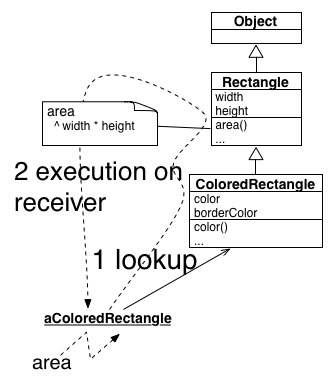 Object
Rectangle
width
height
area()
...
area
^ width * height
2 execution on
receiver
ColoredRectangle
color
borderColor
color()
...
1 lookup
aColoredRectangle
area